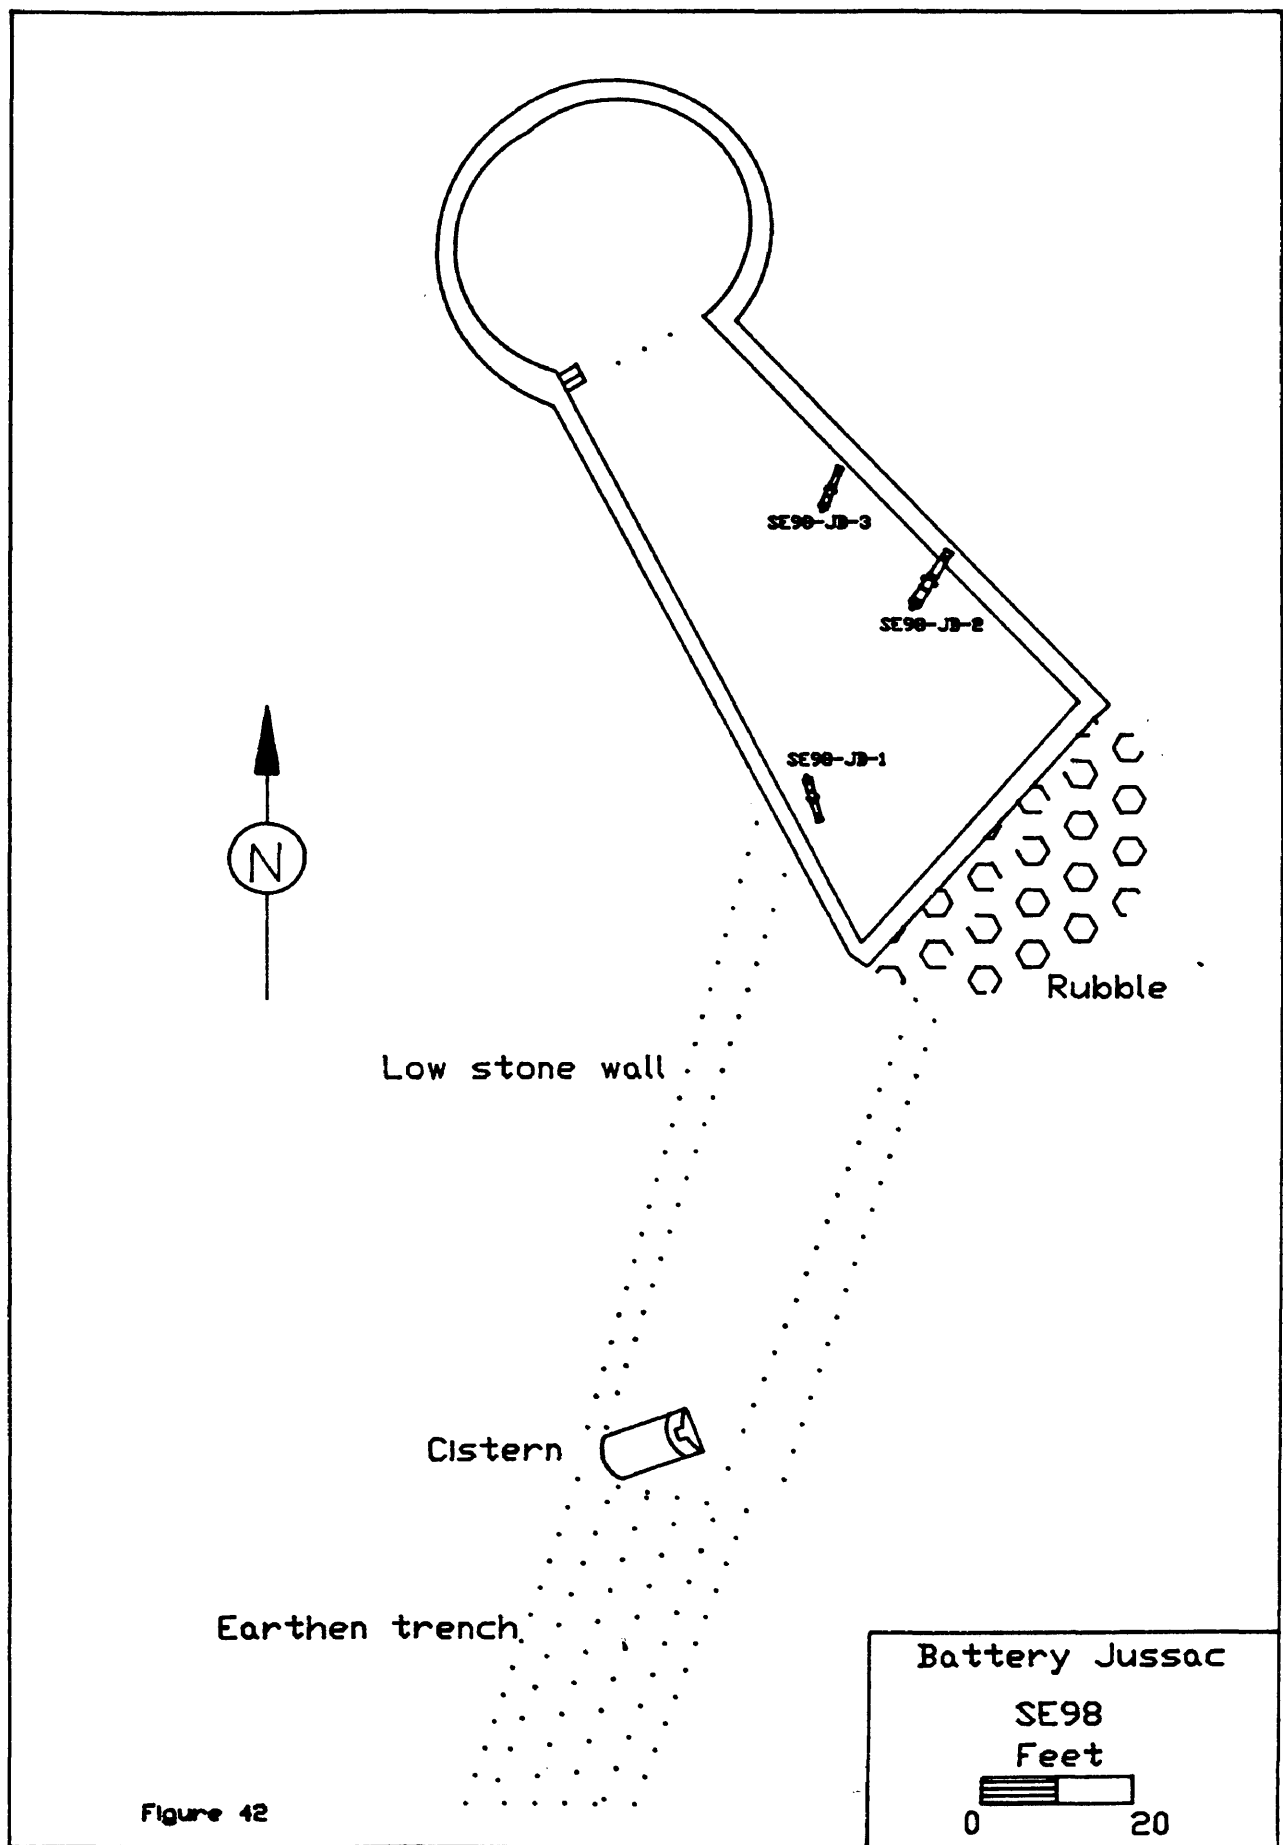 SE98-JB-3
SE98-JB-2
SE98-JB-1
N
Rubble
Low stone wall
Cistern
Earthen trench
Battery Jussac
SE98
Feet
0 20
Figure 42